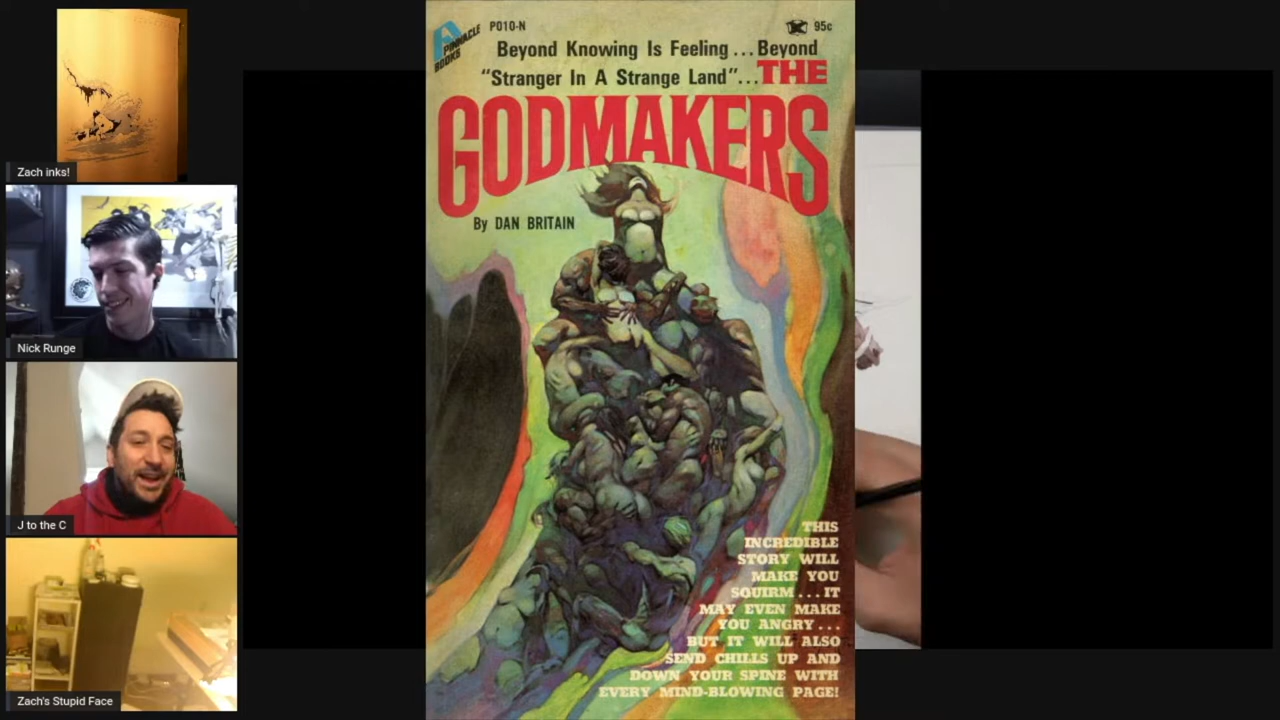 Zach inks!
Nick Runge
J to the C
Zach's Stupid Face
PINNACLE
BOOKS
P010-N
95c
Beyond Knowing Is Feeling...Beyond
"Stranger In A Strange Land"...THE
GODMAKERS
By DAN BRITAIN
THIS
INCREDIBLE
STORY WILL
MAKE YOU
SQUIRM...IT
MAY EVEN MAKE
YOU ANGRY...
BUT IT WILL ALSO
SEND CHILLS UP AND
DOWN YOUR SPINE WITH
EVERY MIND-BLOWING PAGE!